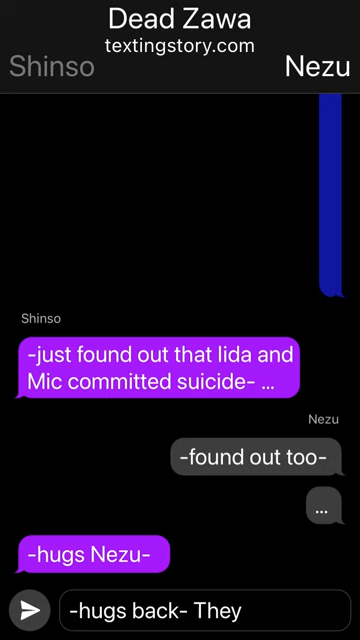 Dead Zawa
textingstory.com
Shinso
Nezu
Shinso
-just found out that Iida and
Mic committed suicide- ...
Nezu
-found out too-
...
-hugs Nezu-
-hugs back- They